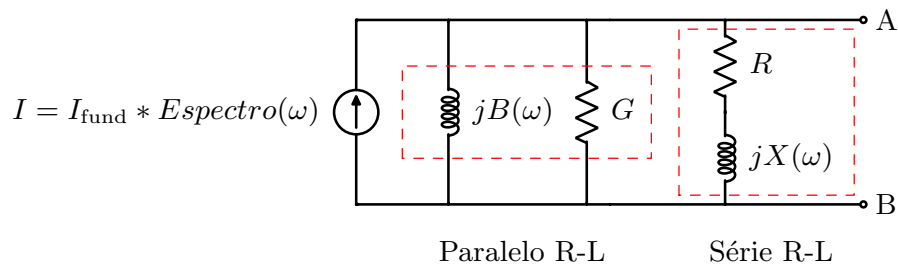 A
R
I = I_fund ∗ Espectro(ω)
jB(ω)
G
jX(ω)
B
Paralelo R-L
Série R-L